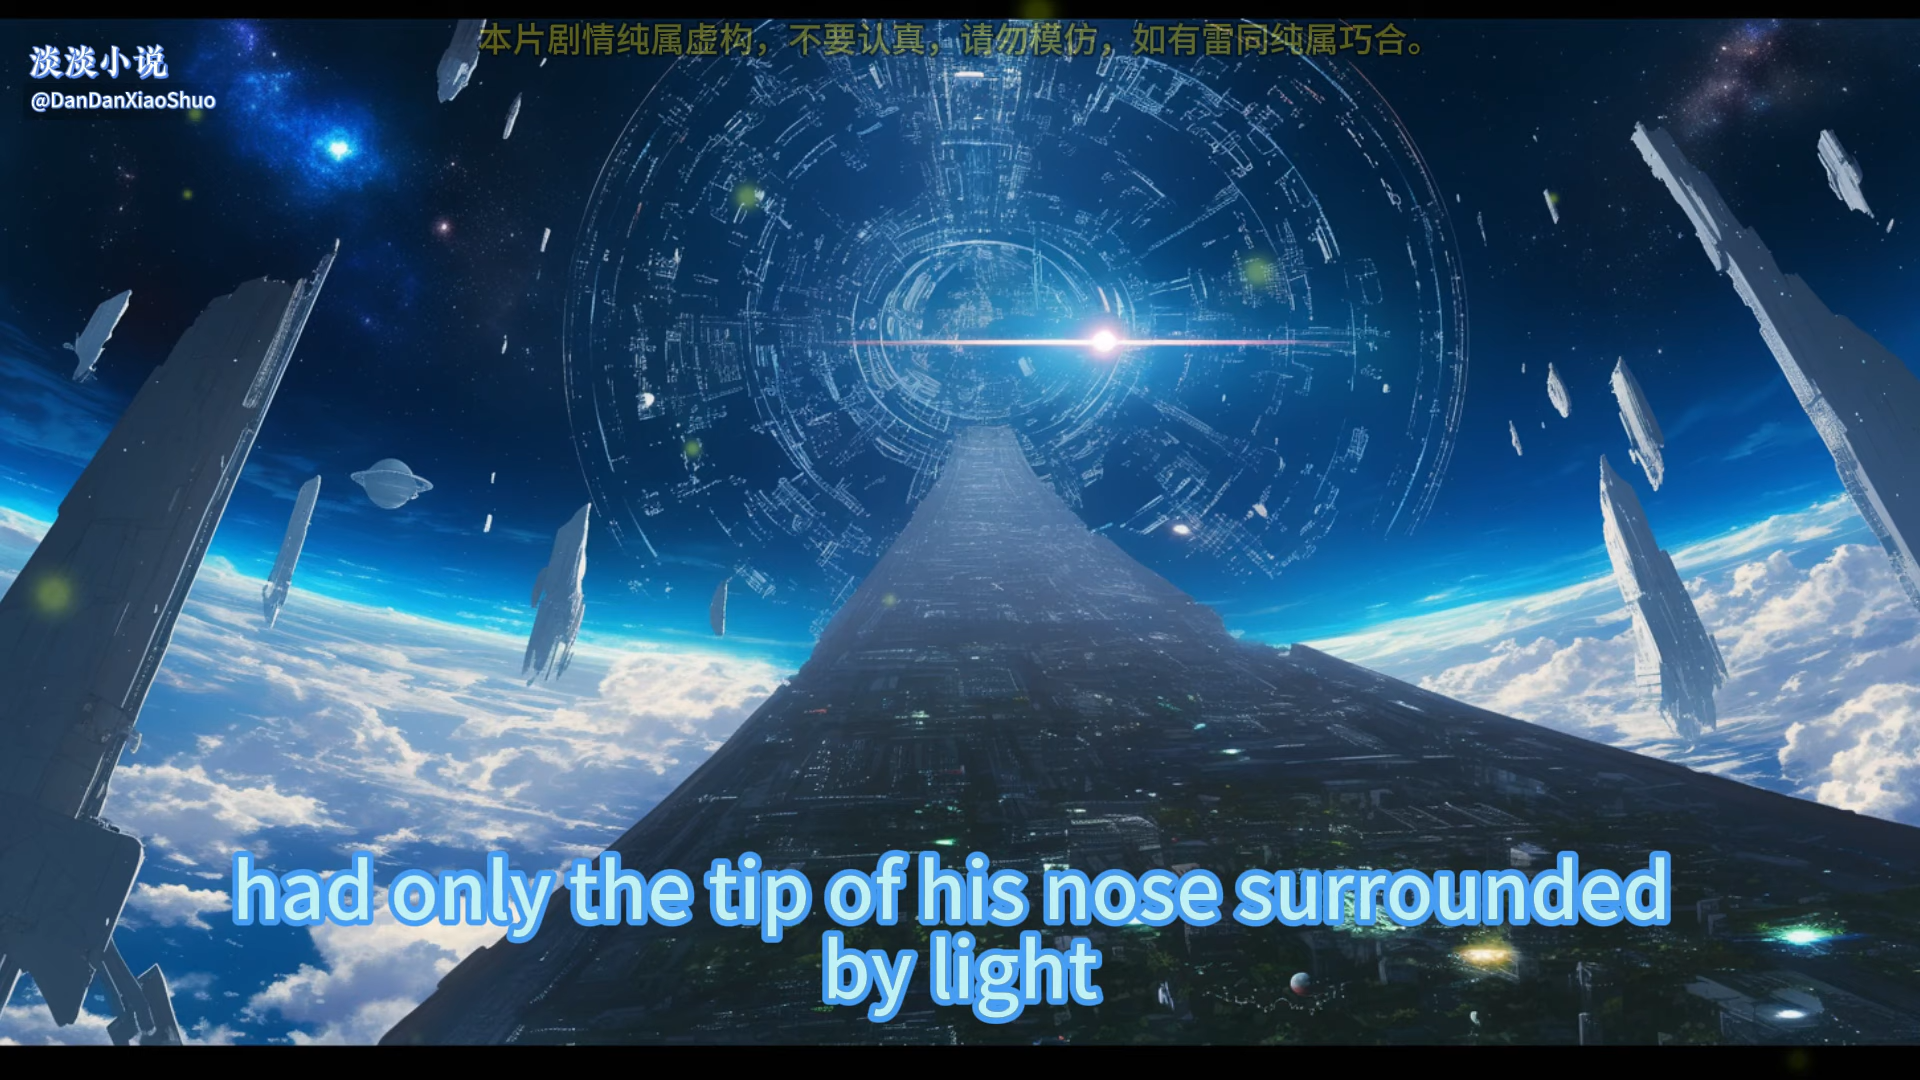 本片剧情纯属虚构，不要认真，请勿模仿，如有雷同纯属巧合。
淡淡小说
@DanDanXiaoShuo
had only the tip of his nose surrounded
by light